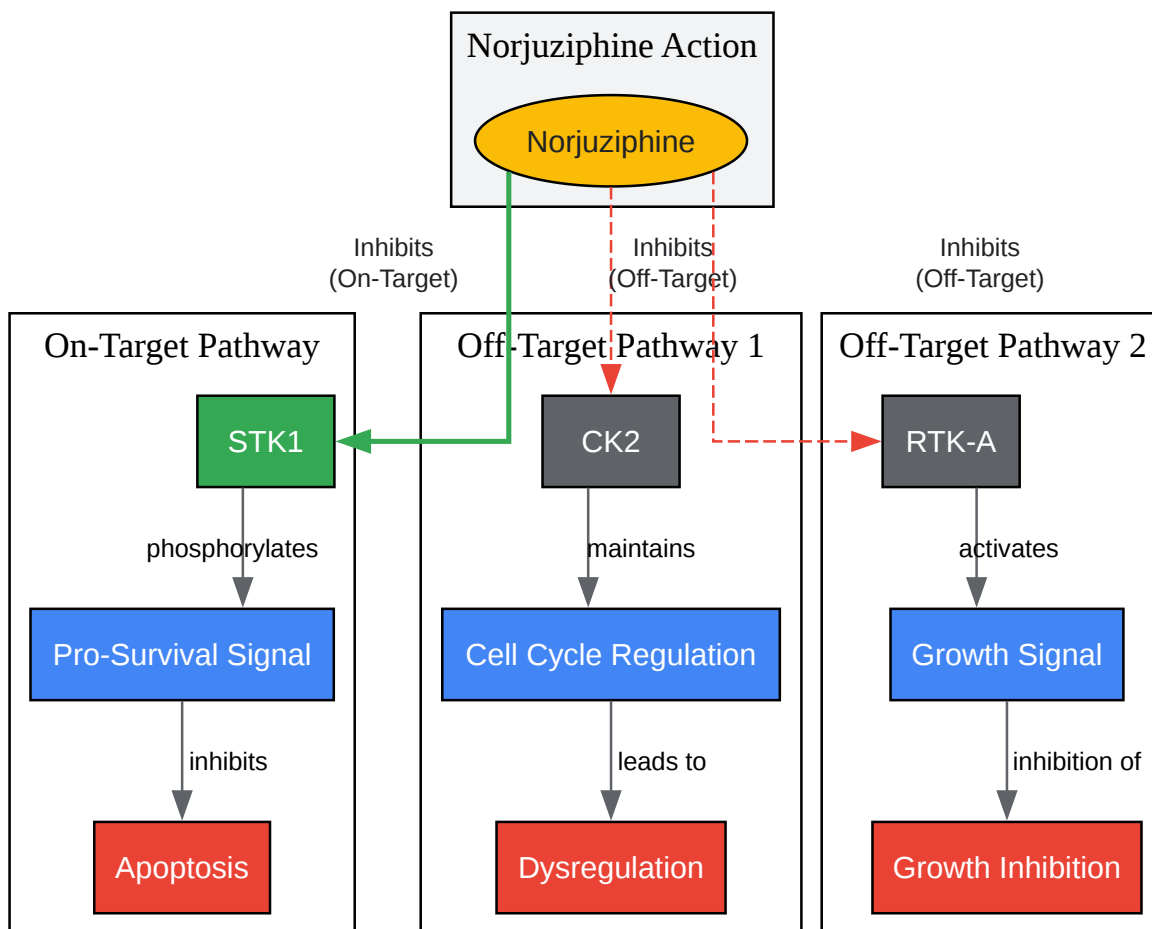 Norjuziphine Action
Norjuziphine
Inhibits
(On-Target)
Inhibits
(Off-Target)
Inhibits
(Off-Target)
On-Target Pathway
STK1
phosphorylates
Pro-Survival Signal
inhibits
Apoptosis
Off-Target Pathway 1
CK2
maintains
Cell Cycle Regulation
leads to
Dysregulation
Off-Target Pathway 2
RTK-A
activates
Growth Signal
inhibition of
Growth Inhibition